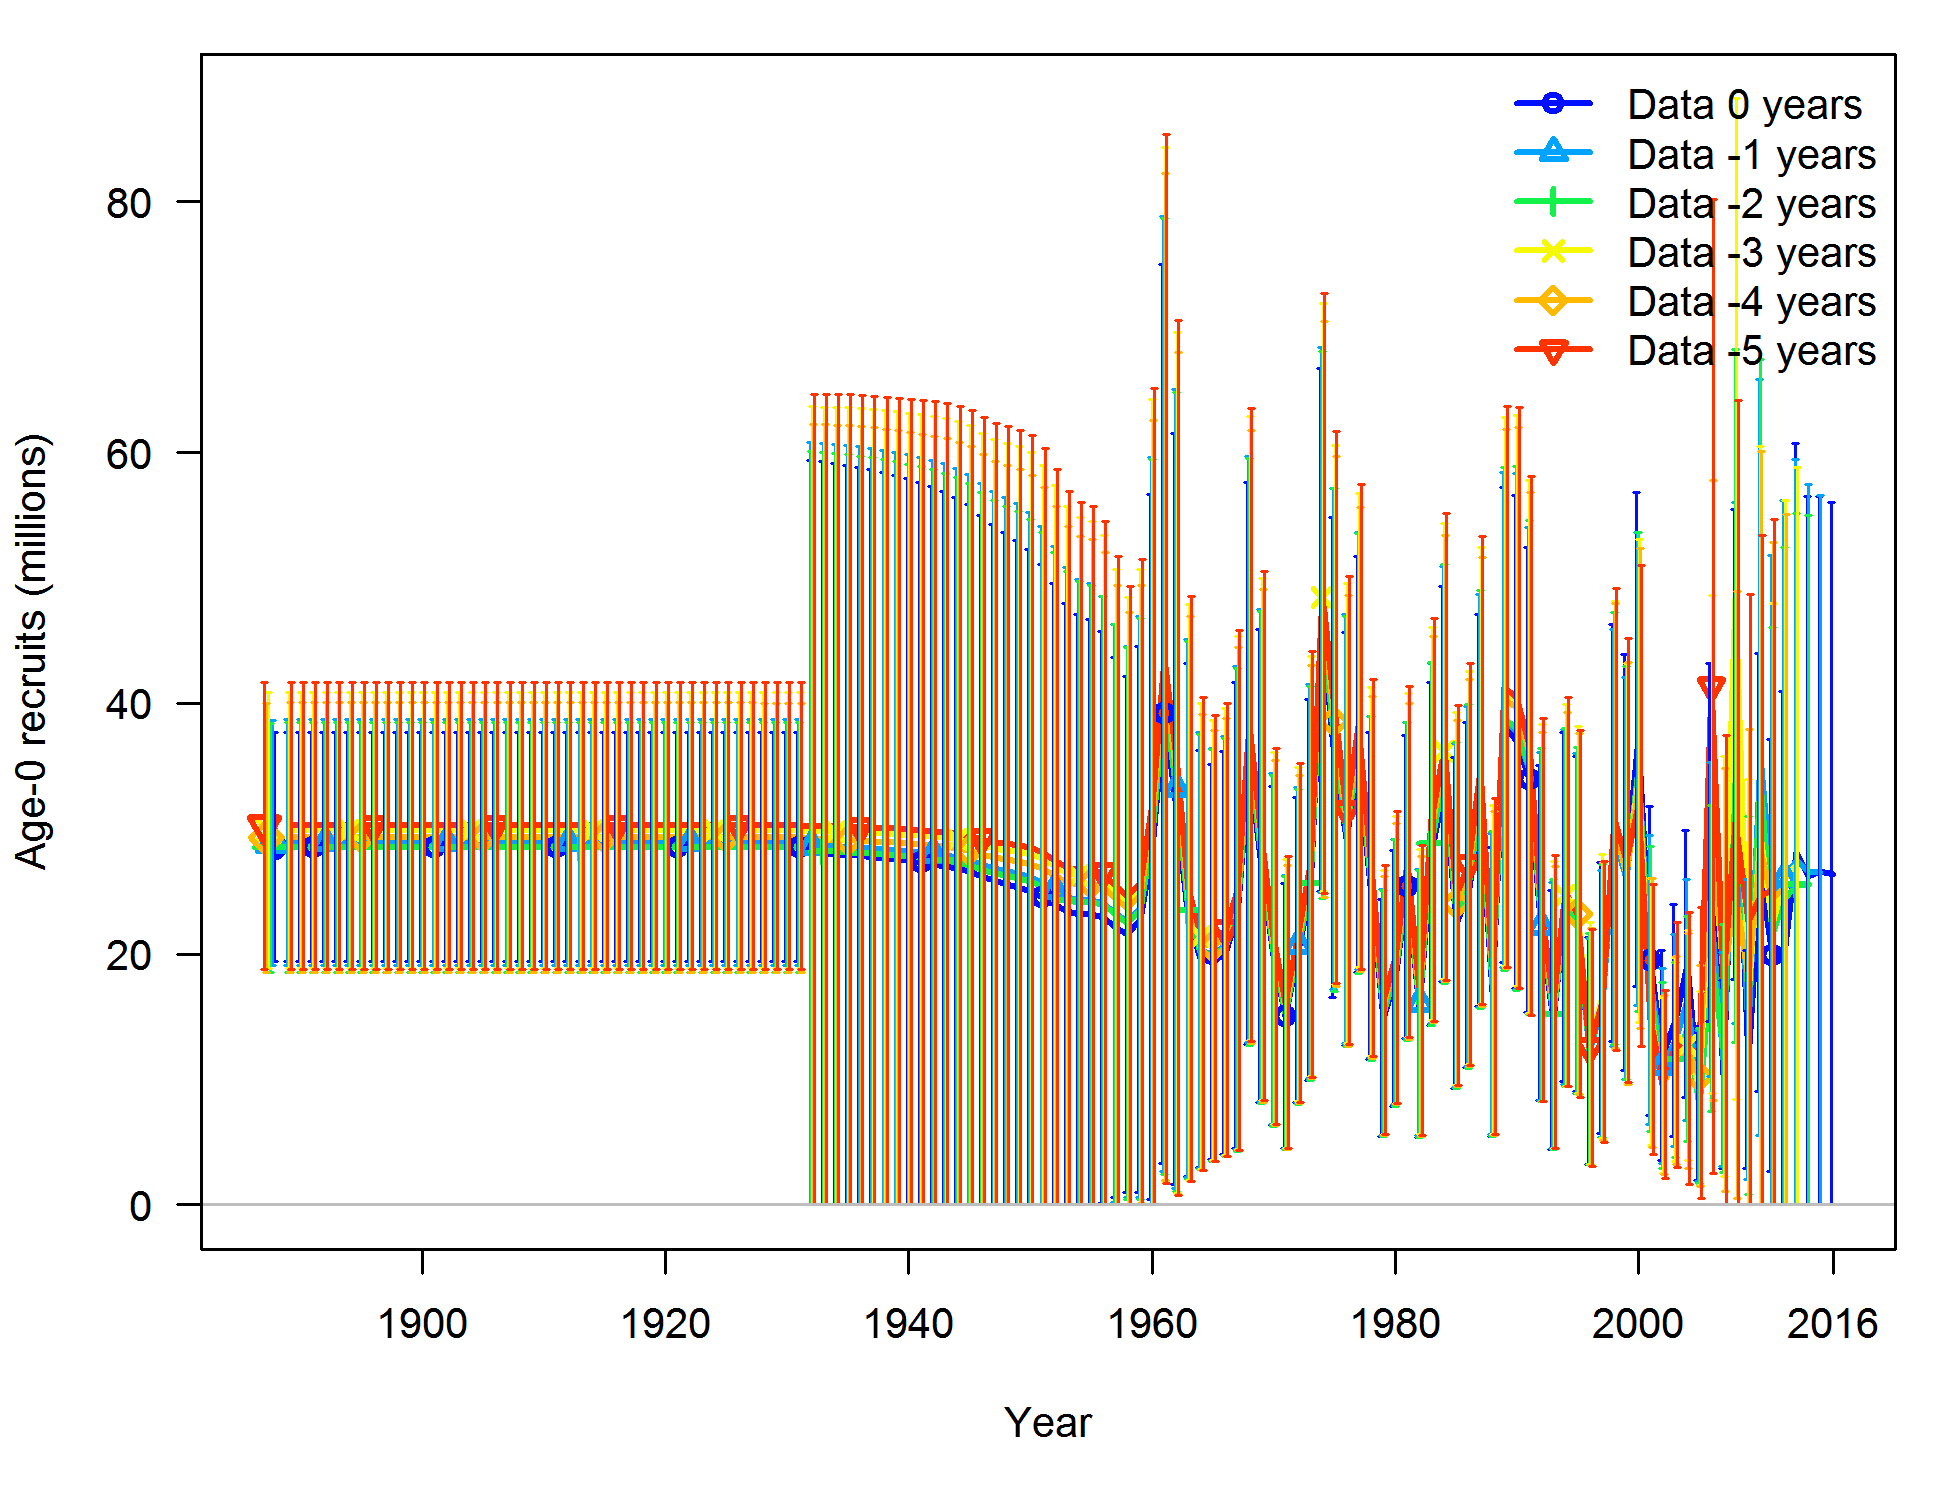 Data 0 years
Data -1 years
Data -2 years
Data -3 years
Data -4 years
Data -5 years
80
60
40
20
0
Age-0 recruits (millions)
1900 1920 1940 1960 1980 2000 2016
Year